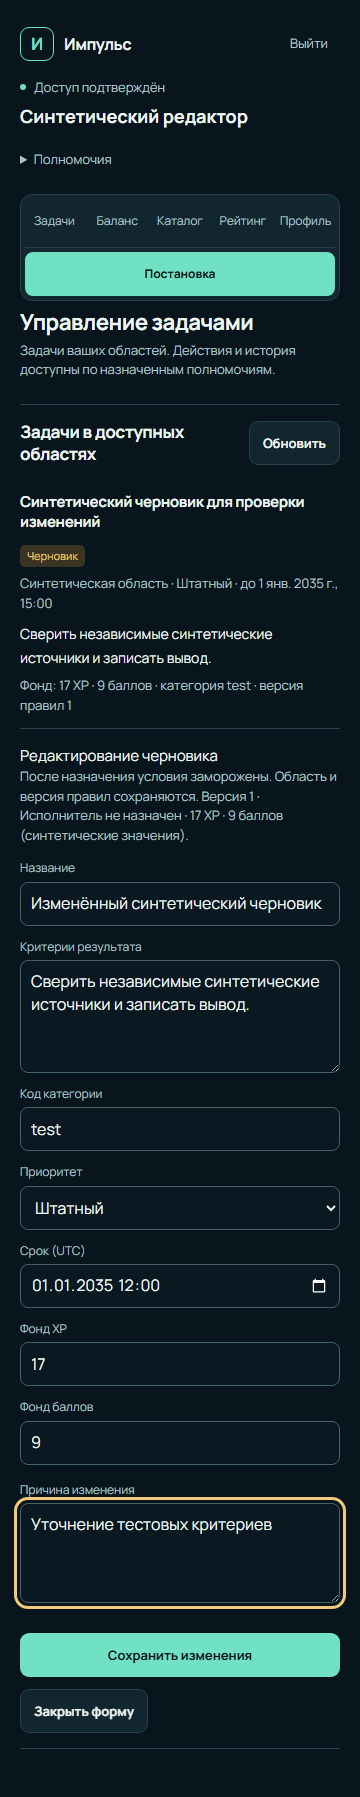 И Импульс Выйти
Доступ подтверждён
Синтетический редактор
Полномочия
Задачи Баланс Каталог Рейтинг Профиль
Постановка
Управление задачами
Задачи ваших областей. Действия и история
доступны по назначенным полномочиям.
Задачи в доступных
областях
Обновить
Синтетический черновик для проверки
изменений
Черновик
Синтетическая область · Штатный · до 1 янв. 2035 г.,
15:00
Сверить независимые синтетические
источники и записать вывод.
Фонд: 17 XP · 9 баллов · категория test · версия
правил 1
Редактирование черновика
После назначения условия заморожены. Область и
версия правил сохраняются. Версия 1 ·
Исполнитель не назначен · 17 XP · 9 баллов
(синтетические значения).
Название
Изменённый синтетический черновик
Критерии результата
Сверить независимые синтетические
источники и записать вывод.
Код категории
test
Приоритет
Штатный
Срок (UTC)
01.01.2035 12:00
Фонд XP
17
Фонд баллов
9
Причина изменения
Уточнение тестовых критериев
Сохранить изменения
Закрыть форму